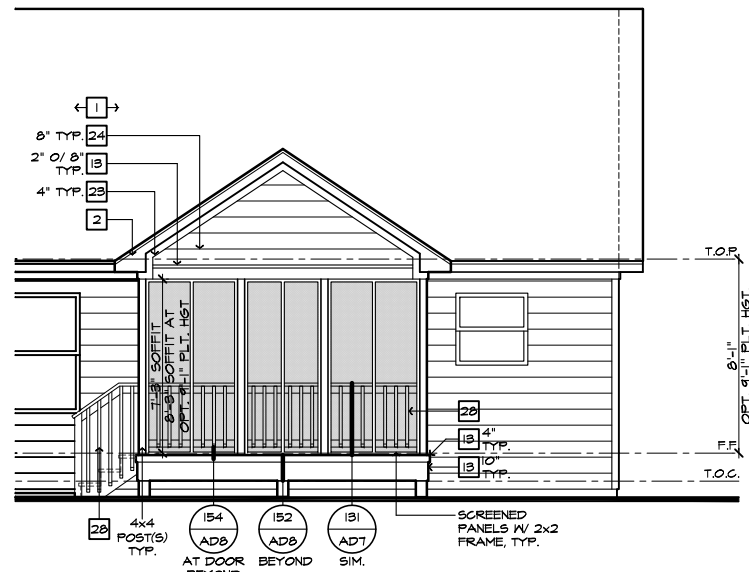 1
8" TYP. 24
2" O/ 8" TYP. 13
4" TYP. 23
2
T.O.P.
7'-3" SOFFIT
8'-3" SOFFIT AT
OPT. 9'-1" PLT. HGT
8'-1"
OPT. 9'-1" PLT. HGT
28
13 4" TYP.
F.F.
13 10" TYP.
T.O.C.
28
4x4
POST(S)
TYP.
154
AD8
AT DOOR
BEYOND
152
AD8
BEYOND
131
AD7
SIM.
SCREENED
PANELS W/ 2x2
FRAME, TYP.